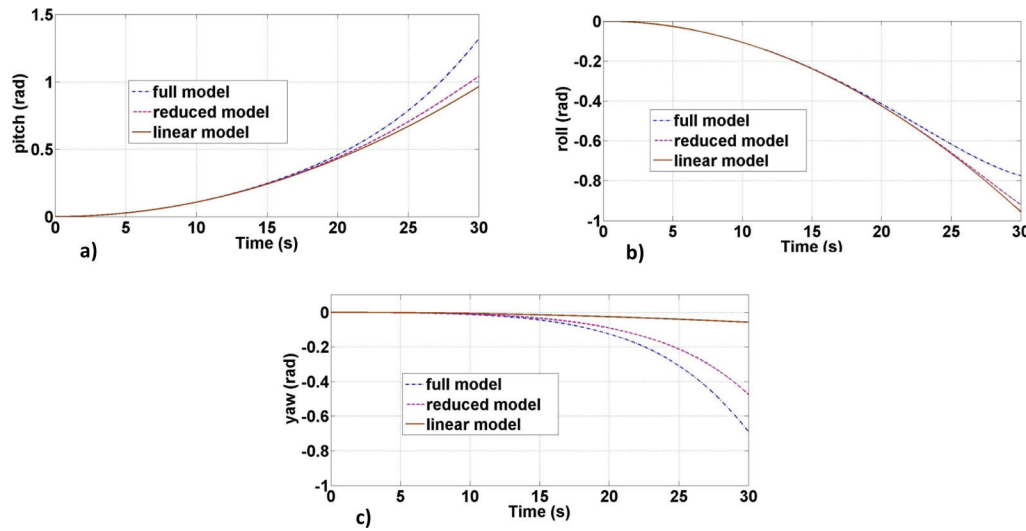 1.5
1
0.5
0
pitch (rad)
full model
reduced model
linear model
0 5 10 15 20 25 30
Time (s)
a)
0
-0.2
-0.4
-0.6
-0.8
-1
roll (rad)
full model
reduced model
linear model
0 5 10 15 20 25 30
Time (s)
b)
0
-0.2
-0.4
-0.6
-0.8
-1
yaw (rad)
full model
reduced model
linear model
0 5 10 15 20 25 30
Time (s)
c)